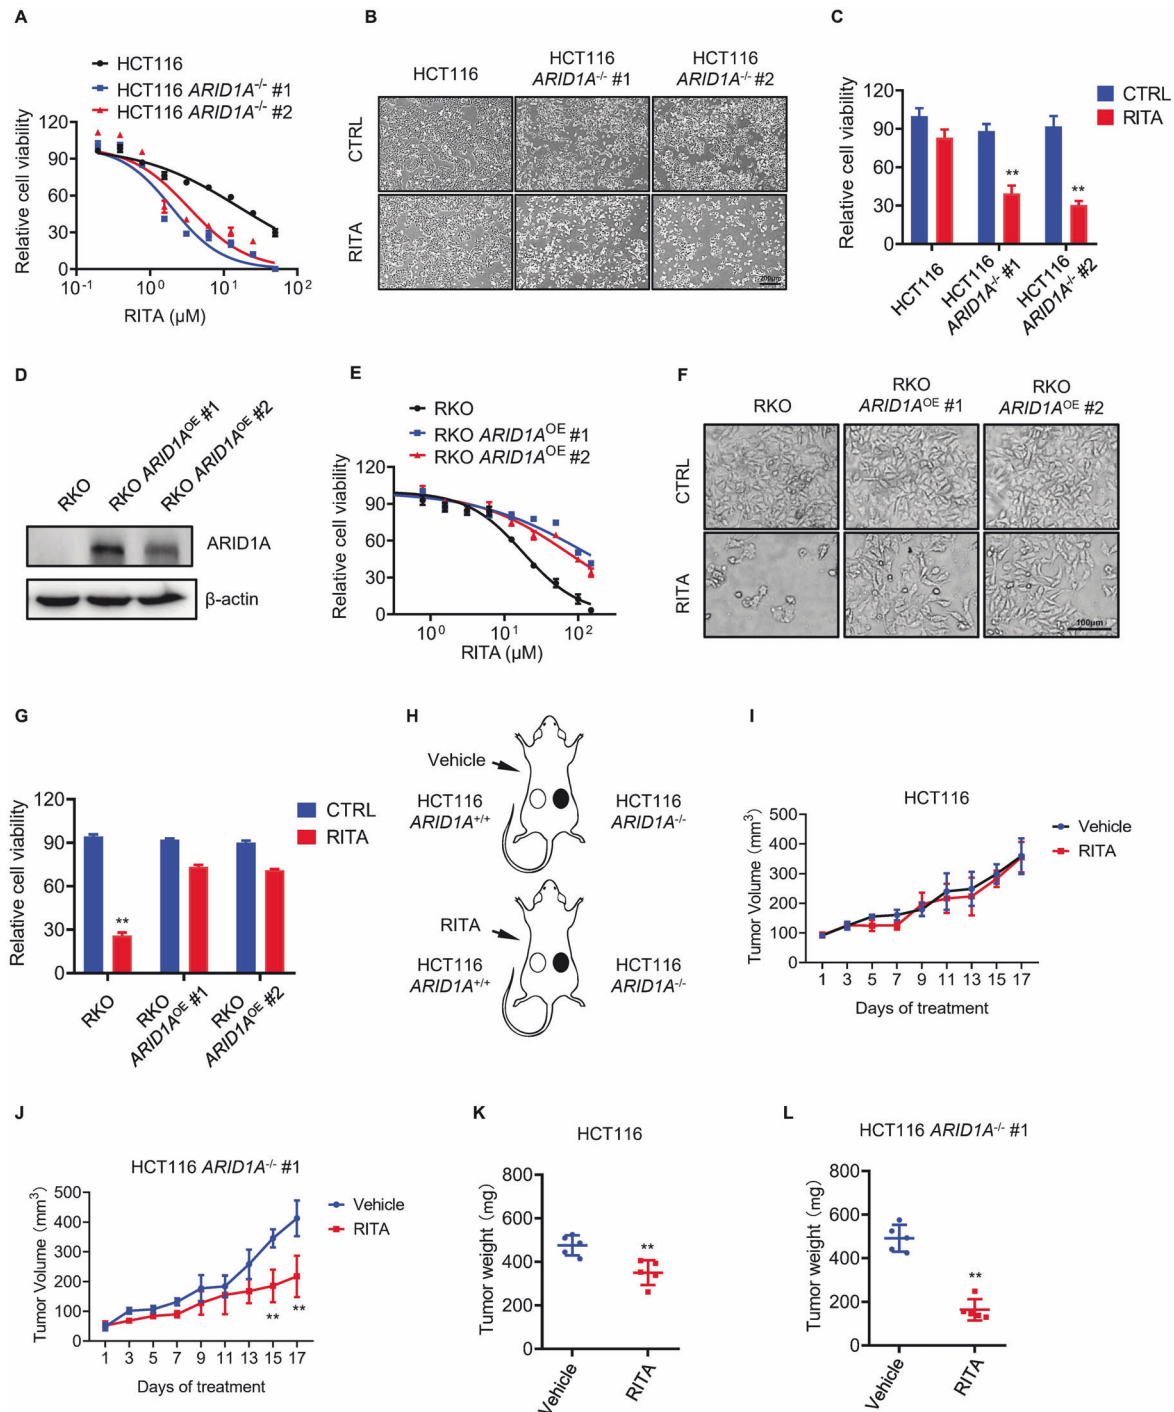 A
HCT116
HCT116 ARID1A-/- #1
HCT116 ARID1A-/- #2
Relative cell viability
120
90
60
30
0
10-1
100
101
102
RITA (μM)
B
HCT116
HCT116
ARID1A-/- #1
HCT116
ARID1A-/- #2
CTRL
RITA
200μm
C
CTRL
RITA
Relative cell viability
120
90
60
30
0
HCT116
HCT116
ARID1A-/- #1
HCT116
ARID1A-/- #2
D
RKO
RKO ARID1AOE #1
RKO ARID1AOE #2
ARID1A
β-actin
E
RKO
RKO ARID1AOE #1
RKO ARID1AOE #2
Relative cell viability
120
90
60
30
0
100
101
102
RITA (μM)
F
RKO
RKO
ARID1AOE #1
RKO
ARID1AOE #2
CTRL
RITA
100μm
G
CTRL
RITA
Relative cell viability
120
90
60
30
0
**
RKO
RKO
ARID1AOE #1
RKO
ARID1AOE #2
H
Vehicle
HCT116
ARID1A+/+
HCT116
ARID1A-/-
RITA
HCT116
ARID1A+/+
HCT116
ARID1A-/-
I
HCT116
Vehicle
RITA
Tumor Volume (mm3)
500
400
300
200
100
0
1 3 5 7 9 11 13 15 17
Days of treatment
J
HCT116 ARID1A-/- #1
Vehicle
RITA
Tumor Volume (mm3)
500
400
300
200
100
0
** **
1 3 5 7 9 11 13 15 17
Days of treatment
K
HCT116
Tumor weight (mg)
800
600
400
200
0
**
Vehicle
RITA
L
HCT116 ARID1A-/- #1
Tumor weight (mg)
800
600
400
200
0
**
Vehicle
RITA